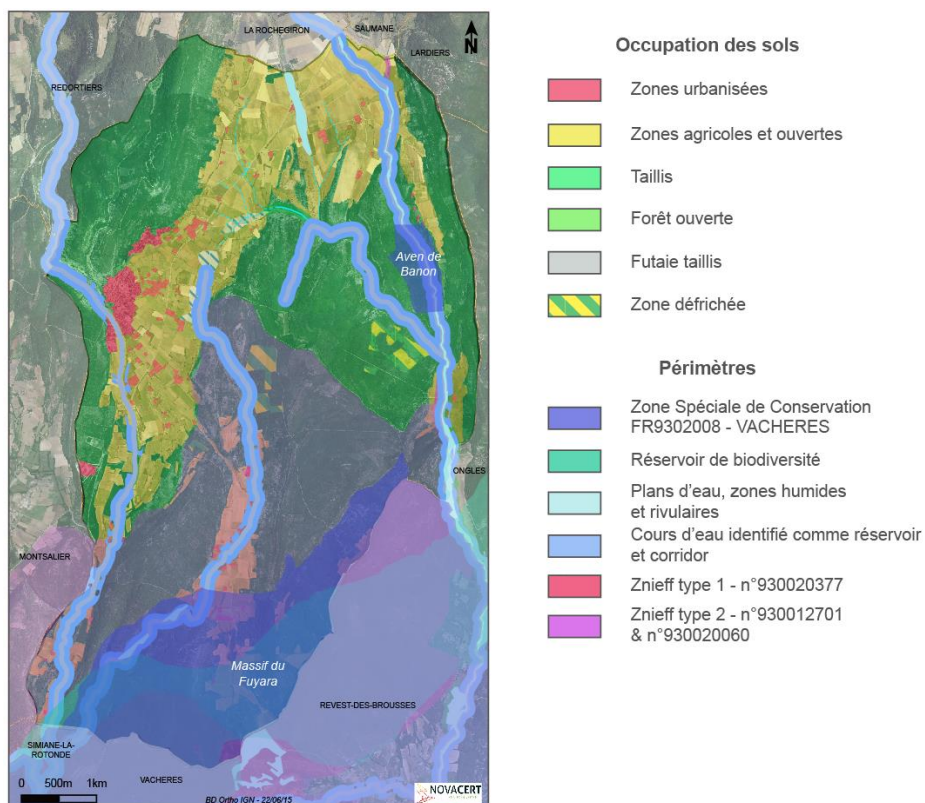 LA ROCHEGIRON
SAUMANE
N
LARDIERS
REDORTIERS
Aven de
Banon
ONGLES
MONTSALIER
Massif du
Fuyara
REVEST-DES-BROUSSES
SIMIANE-LA-
ROTONDE
VACHERES
0 500m 1km
BD Ortho IGN - 22/06/15
NOVACERT
Occupation des sols
Zones urbanisées
Zones agricoles et ouvertes
Taillis
Forêt ouverte
Futaie taillis
Zone défrichée
Périmètres
Zone Spéciale de Conservation
FR9302008 - VACHERES
Réservoir de biodiversité
Plans d'eau, zones humides
et rivulaires
Cours d'eau identifié comme réservoir
et corridor
Znieff type 1 - n°930020377
Znieff type 2 - n°930012701
& n°930020060